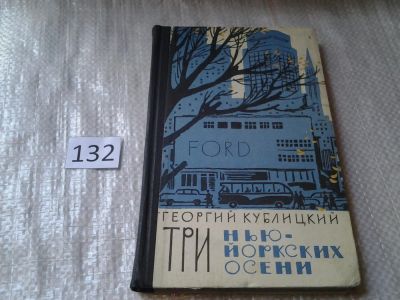 132
FORD
ГЕОРГИЙ КУБЛИЦКИЙ
ТРИ НЬЮ-
ЙОРКСКИХ
ОСЕНИ